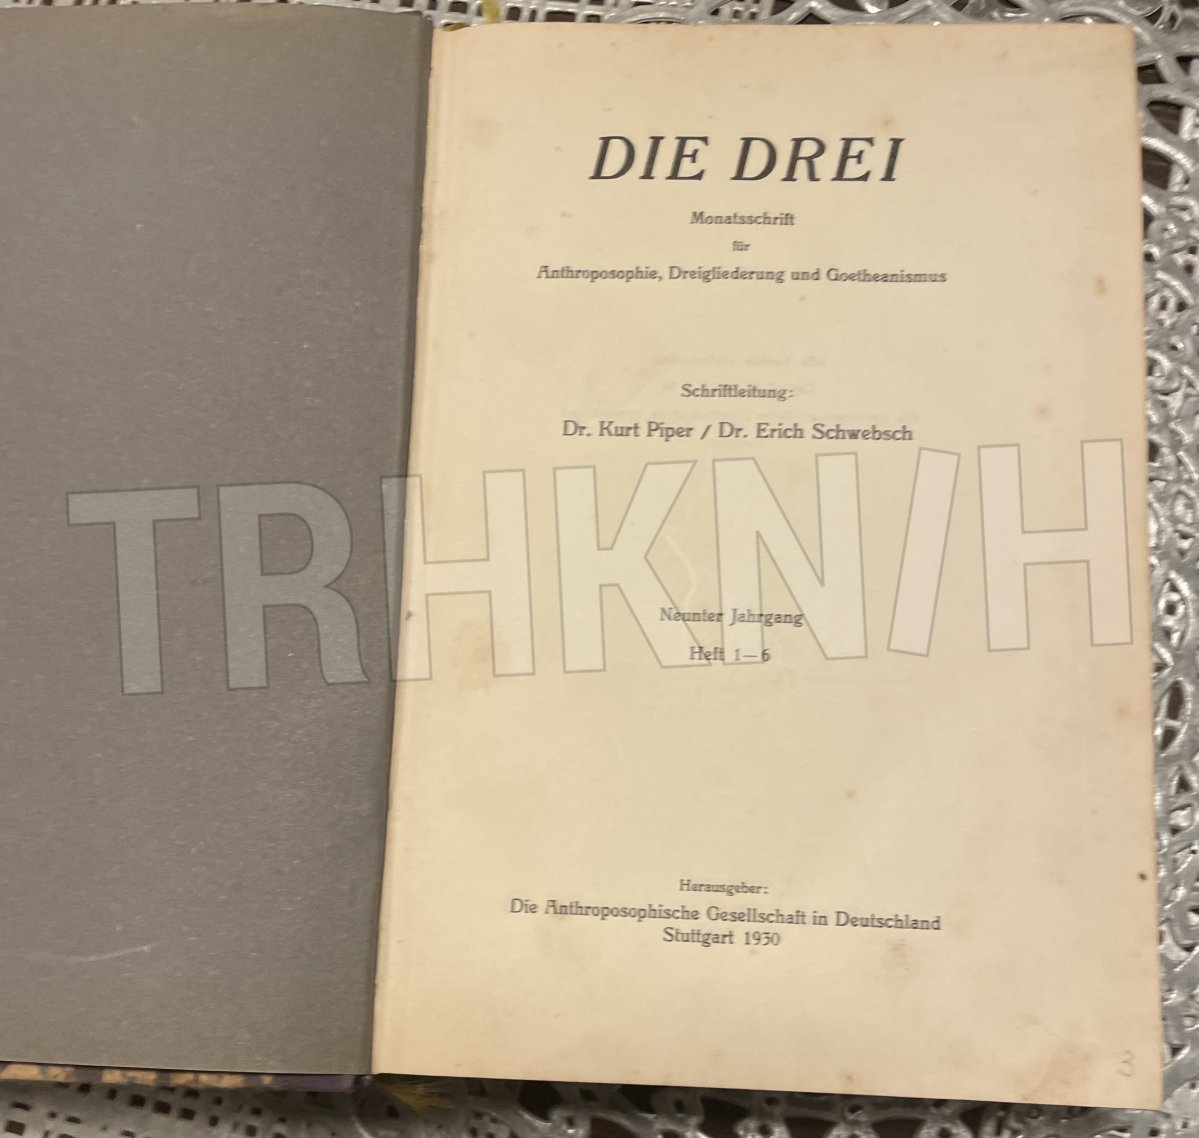 DIE DREI
Monatsschrift
für
Anthroposophie, Dreigliederung und Goetheanismus
Schriftleitung:
Dr. Kurt Piper / Dr. Erich Schwebsch
TRHKN/H
Neunter Jahrgang
Heft 1—6
Herausgeber:
Die Anthroposophische Gesellschaft in Deutschland
Stuttgart 1930
3